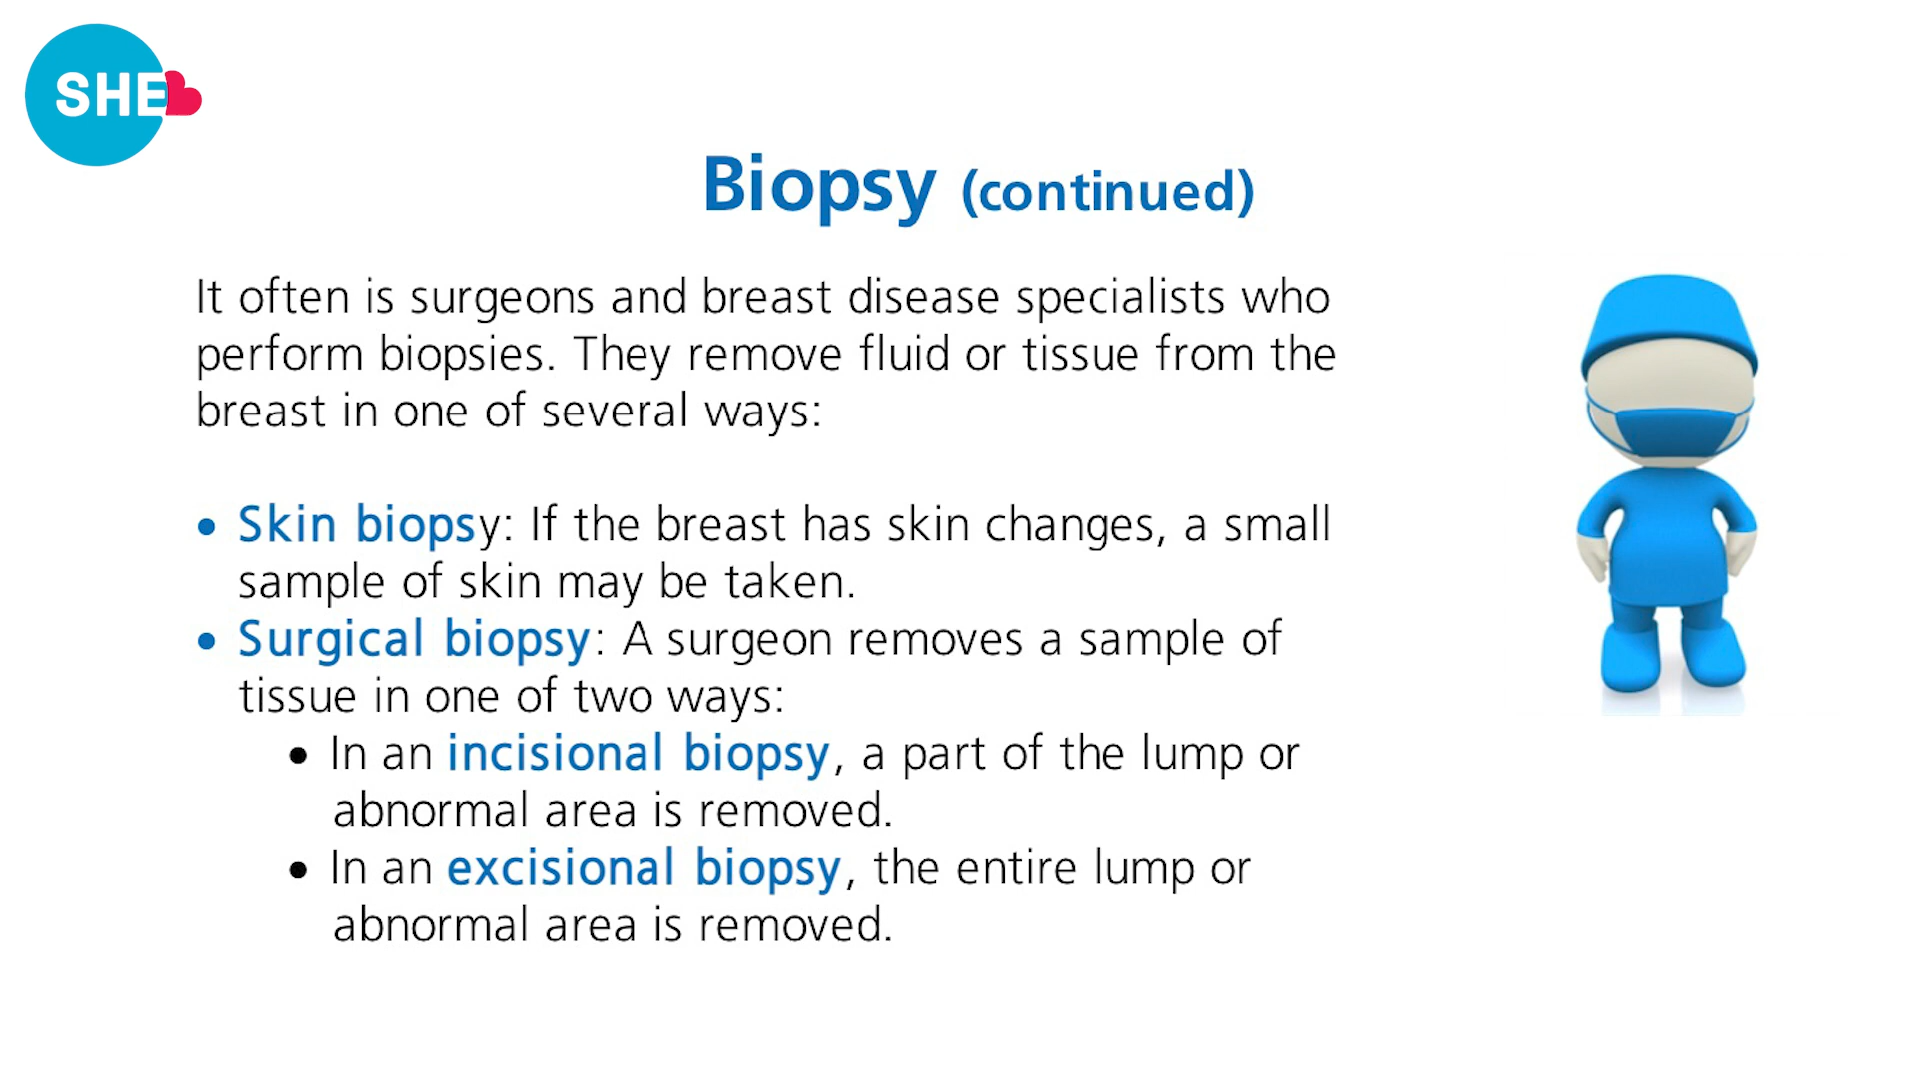 SHE
Biopsy (continued)
It often is surgeons and breast disease specialists who
perform biopsies. They remove fluid or tissue from the
breast in one of several ways:
• Skin biopsy: If the breast has skin changes, a small
sample of skin may be taken.
• Surgical biopsy: A surgeon removes a sample of
tissue in one of two ways:
• In an incisional biopsy, a part of the lump or
abnormal area is removed.
• In an excisional biopsy, the entire lump or
abnormal area is removed.